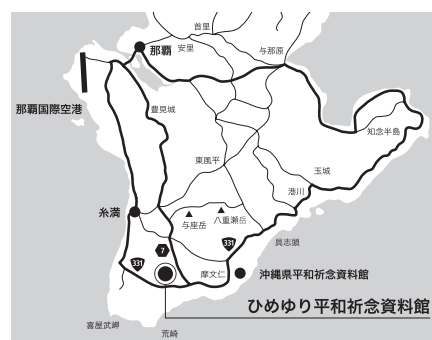 首里
那覇
安里
与那原
那覇国際空港
豊見城
知念半島
東風平
玉城
港川
糸満
与座岳
八重瀬岳
331
具志頭
7
331
摩文仁
沖縄県平和祈念資料館
ひめゆり平和祈念資料館
喜屋武岬
荒崎